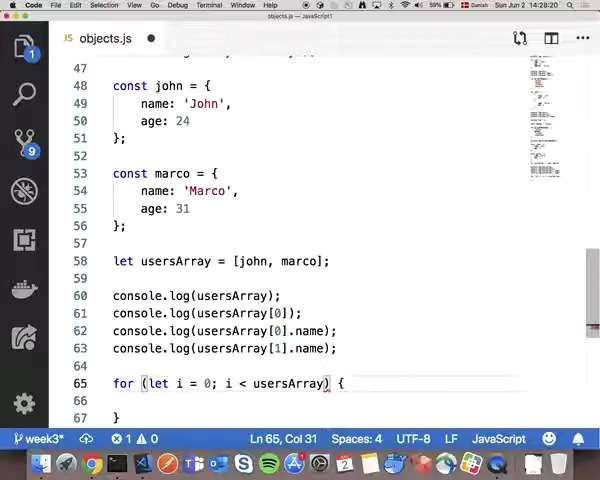 Code File Edit View Go Debug Terminal Window Help 59% Danish Sun Jun 2 14:28:20
objects.js — JavaScript1
JS objects.js
47
48 const john = {
49 name: 'John',
50 age: 24
51 };
52
53 const marco = {
54 name: 'Marco',
55 age: 31
56 };
57
58 let usersArray = [john, marco];
59
60 console.log(usersArray);
61 console.log(usersArray[0]);
62 console.log(usersArray[0].name);
63 console.log(usersArray[1].name);
64
65 for (let i = 0; i < usersArray) {
66
67 }
1
9
week3* 1 0 Ln 65, Col 31 Spaces: 4 UTF-8 LF JavaScript
2